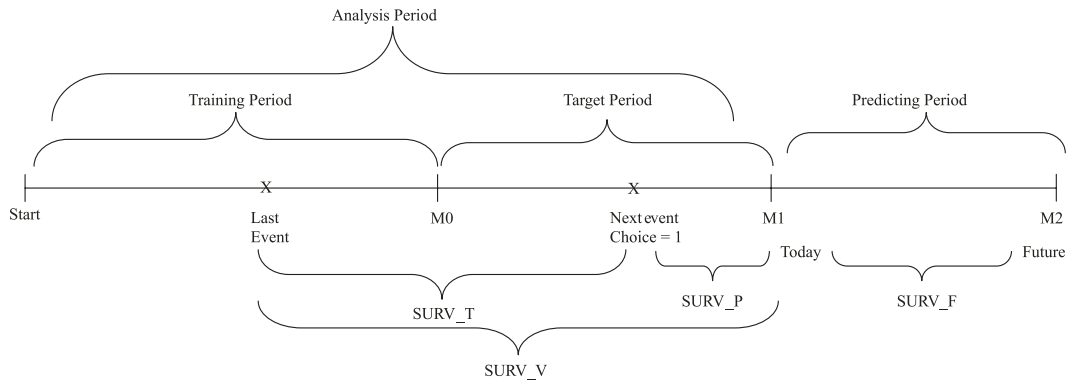 Analysis Period
Training Period
Target Period
Predicting Period
X
X
Start
Last
Event
M0
Next event
Choice = 1
M1
M2
Today
Future
SURV_P
SURV_F
SURV_T
SURV_V